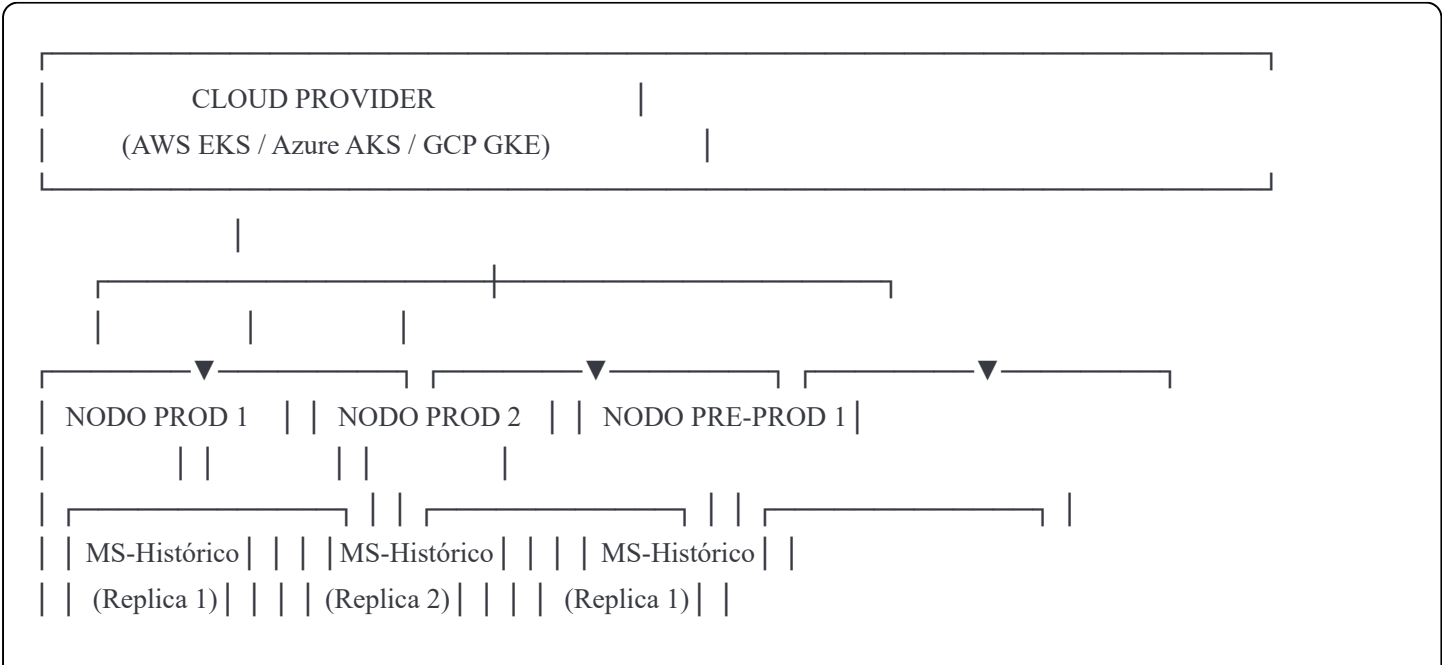 CLOUD PROVIDER
(AWS EKS / Azure AKS / GCP GKE)
NODO PROD 1 NODO PROD 2 NODO PRE-PROD 1
MS-Histórico MS-Histórico MS-Histórico
(Replica 1) (Replica 2) (Replica 1)